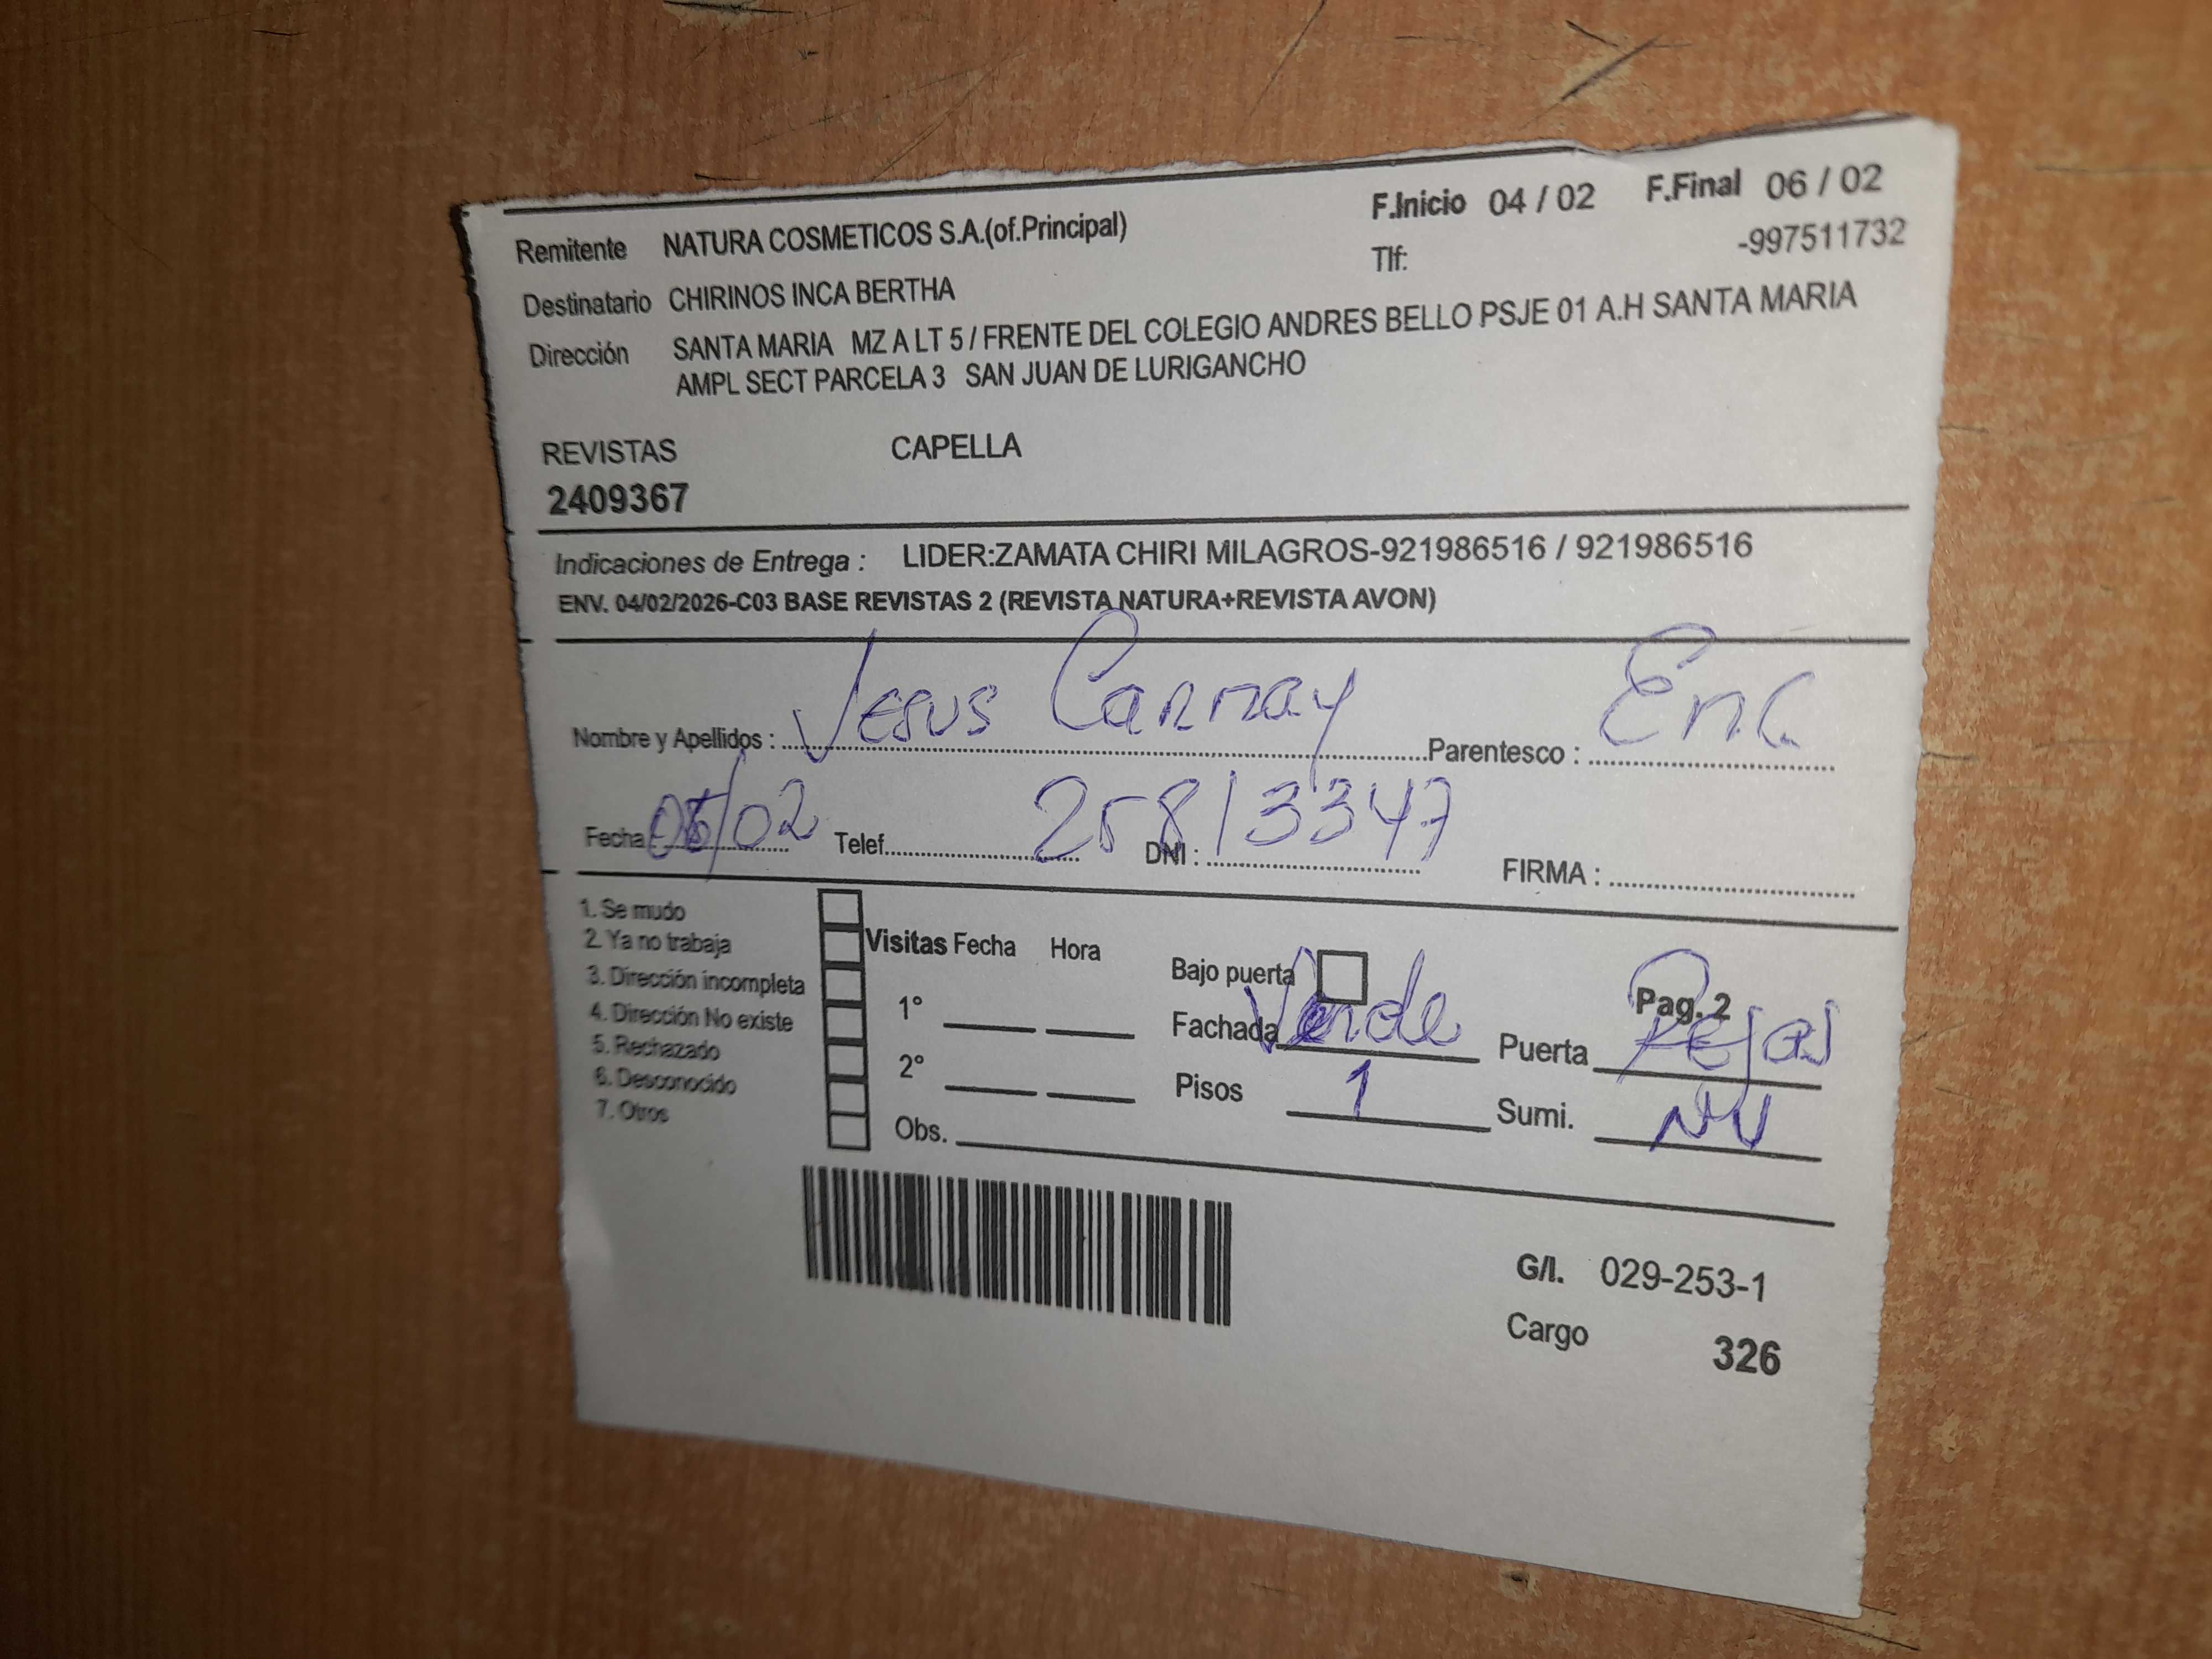 F.Inicio 04 / 02 F.Final 06 / 02
Remitente NATURA COSMETICOS S.A.(of.Principal) Tlf: -997511732
Destinatario CHIRINOS INCA BERTHA
Dirección SANTA MARIA MZ A LT 5 / FRENTE DEL COLEGIO ANDRES BELLO PSJE 01 A.H SANTA MARIA
AMPL SECT PARCELA 3 SAN JUAN DE LURIGANCHO
REVISTAS CAPELLA
2409367
Indicaciones de Entrega : LIDER:ZAMATA CHIRI MILAGROS-921986516 / 921986516
ENV. 04/02/2026-C03 BASE REVISTAS 2 (REVISTA NATURA+REVISTA AVON)
Nombre y Apellidos : Jesus Parentesco : Enc
Fecha 05/02 Telef. DNI : 25813347 FIRMA :
1. Se mudo
2. Ya no trabaja
3. Dirección incompleta
4. Dirección No existe
5. Rechazado
6. Desconocido
7. Otros
Visitas Fecha Hora
1°
2°
Obs.
Bajo puerta Pag. 2
Fachada Verde Puerta Rejas
Pisos 1 Sumi. NV
G/I. 029-253-1
Cargo 326